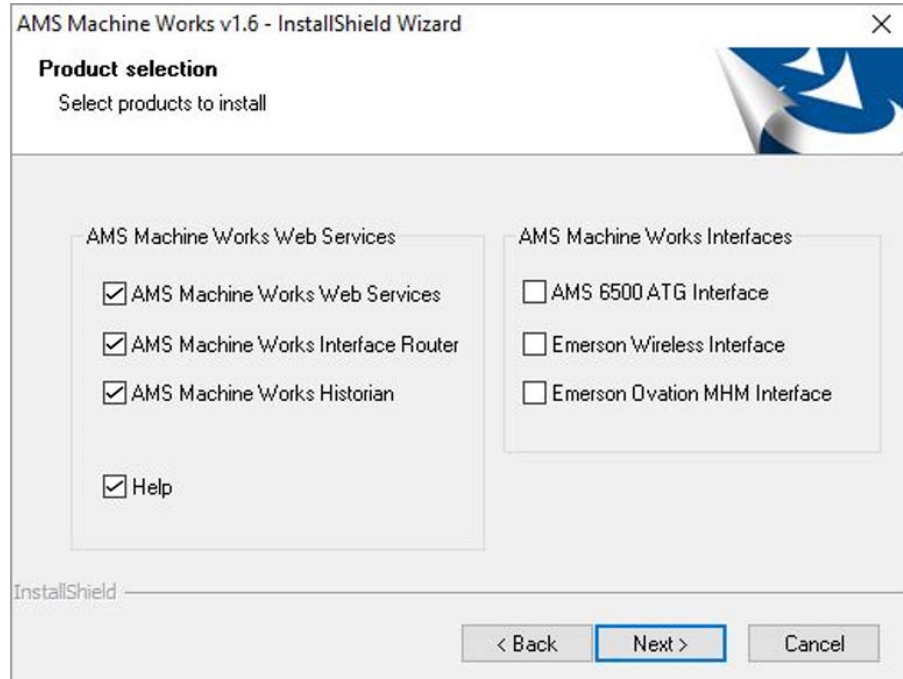 AMS Machine Works v1.6 - InstallShield Wizard
Product selection
Select products to install
AMS Machine Works Web Services
AMS Machine Works Web Services
AMS Machine Works Interface Router
AMS Machine Works Historian
Help
AMS Machine Works Interfaces
AMS 6500 ATG Interface
Emerson Wireless Interface
Emerson Ovation MHM Interface
InstallShield
< Back
Next >
Cancel